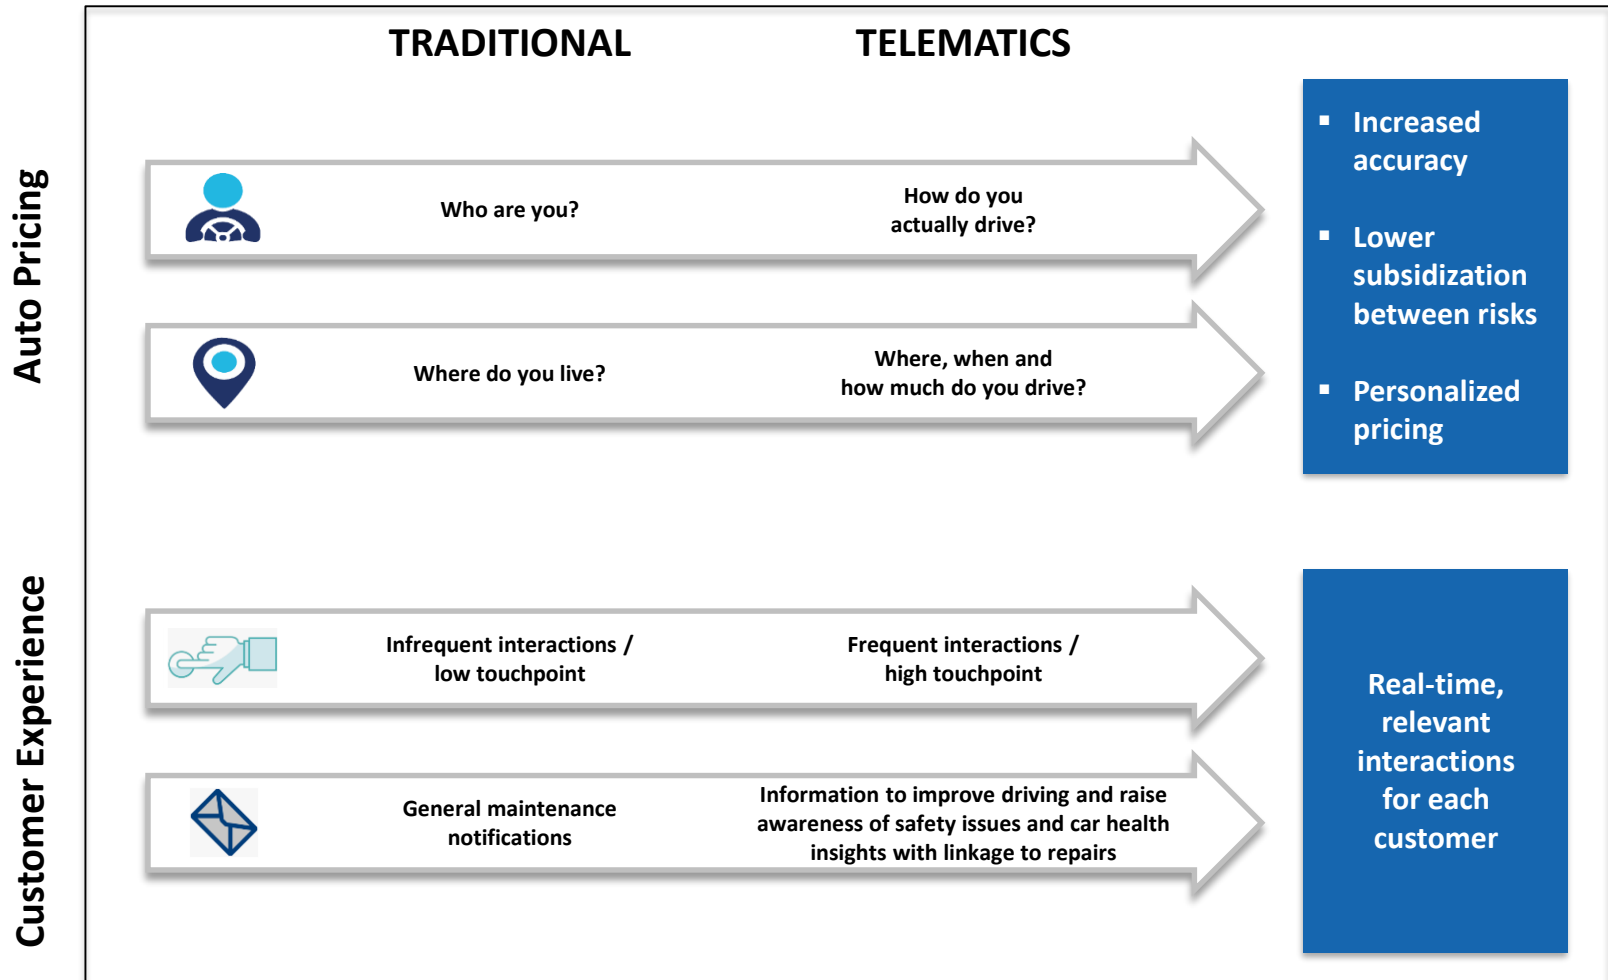 TRADITIONAL
TELEMATICS
Auto Pricing
Who are you?
How do you
actually drive?
Where do you live?
Where, when and
how much do you drive?
▪ Increased
accuracy
▪ Lower
subsidization
between risks
▪ Personalized
pricing
Customer Experience
Infrequent interactions /
low touchpoint
Frequent interactions /
high touchpoint
General maintenance
notifications
Information to improve driving and raise
awareness of safety issues and car health
insights with linkage to repairs
Real-time,
relevant
interactions
for each
customer